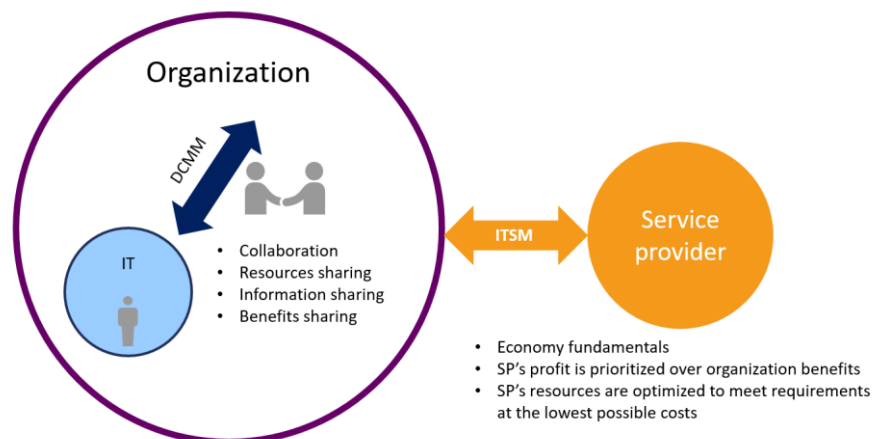 Organization
DCMM
IT
• Collaboration
• Resources sharing
• Information sharing
• Benefits sharing
ITSM
Service
provider
• Economy fundamentals
• SP's profit is prioritized over organization benefits
• SP's resources are optimized to meet requirements
at the lowest possible costs